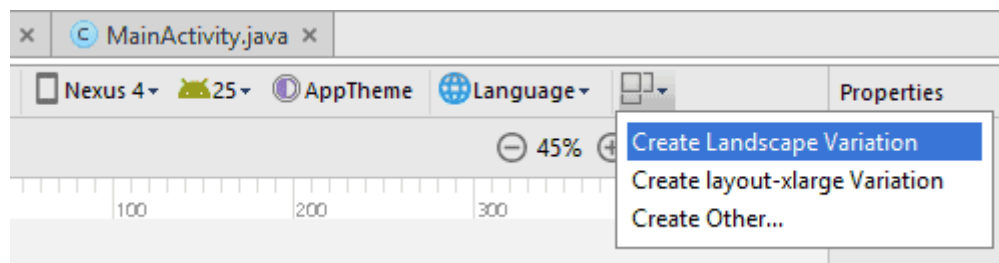 MainActivity.java
Nexus 4 25 AppTheme Language
Properties
45%
Create Landscape Variation
Create layout-xlarge Variation
Create Other...
100 200 300